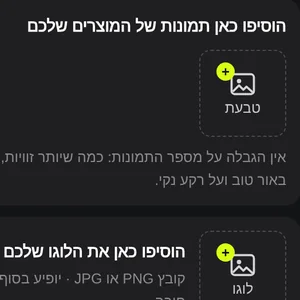 הוסיפו כאן תמונות של המוצרים שלכם
טבעת
אין הגבלה על מספר התמונות: כמה שיותר זוויות,
באור טוב ועל רקע נקי.
הוסיפו כאן את הלוגו שלכם
קובץ PNG או JPG · יופיע בסוף
לוגו